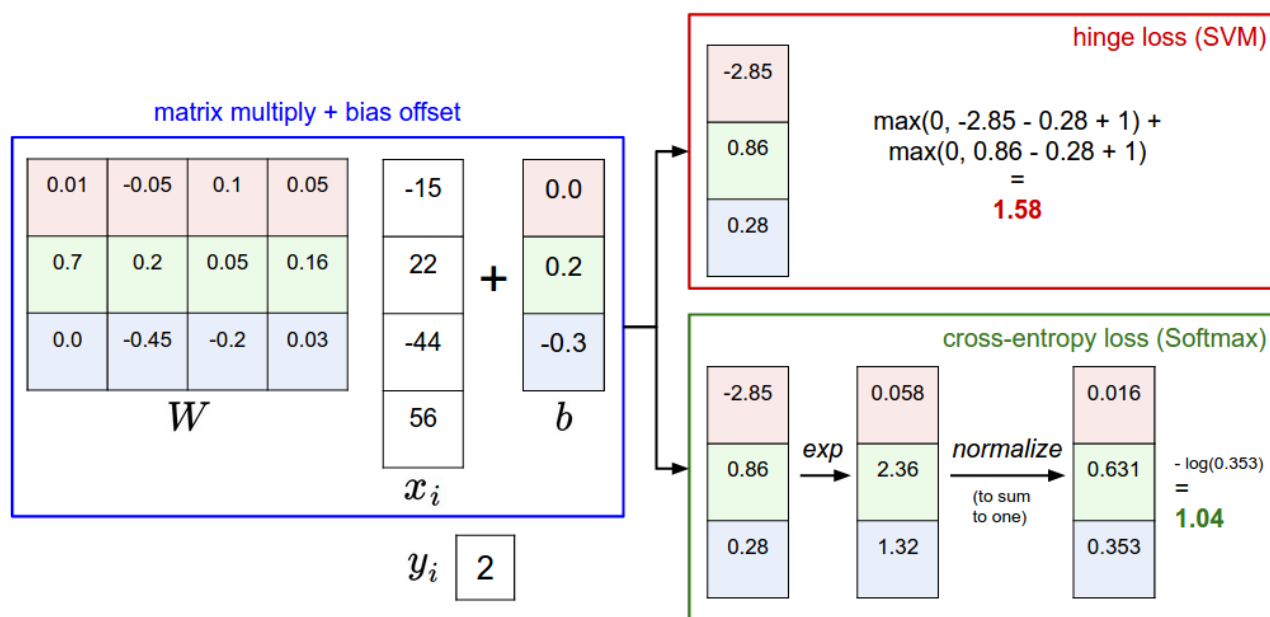 matrix multiply + bias offset
0.01 -0.05 0.1 0.05
0.7 0.2 0.05 0.16
0.0 -0.45 -0.2 0.03
W
-15
22
-44
56
x_i
+
0.0
0.2
-0.3
b
y_i 2
hinge loss (SVM)
-2.85
0.86
0.28
max(0, -2.85 - 0.28 + 1) +
max(0, 0.86 - 0.28 + 1)
=
1.58
cross-entropy loss (Softmax)
-2.85
0.86
0.28
exp
0.058
2.36
1.32
normalize
(to sum
to one)
0.016
0.631
0.353
- log(0.353)
=
1.04